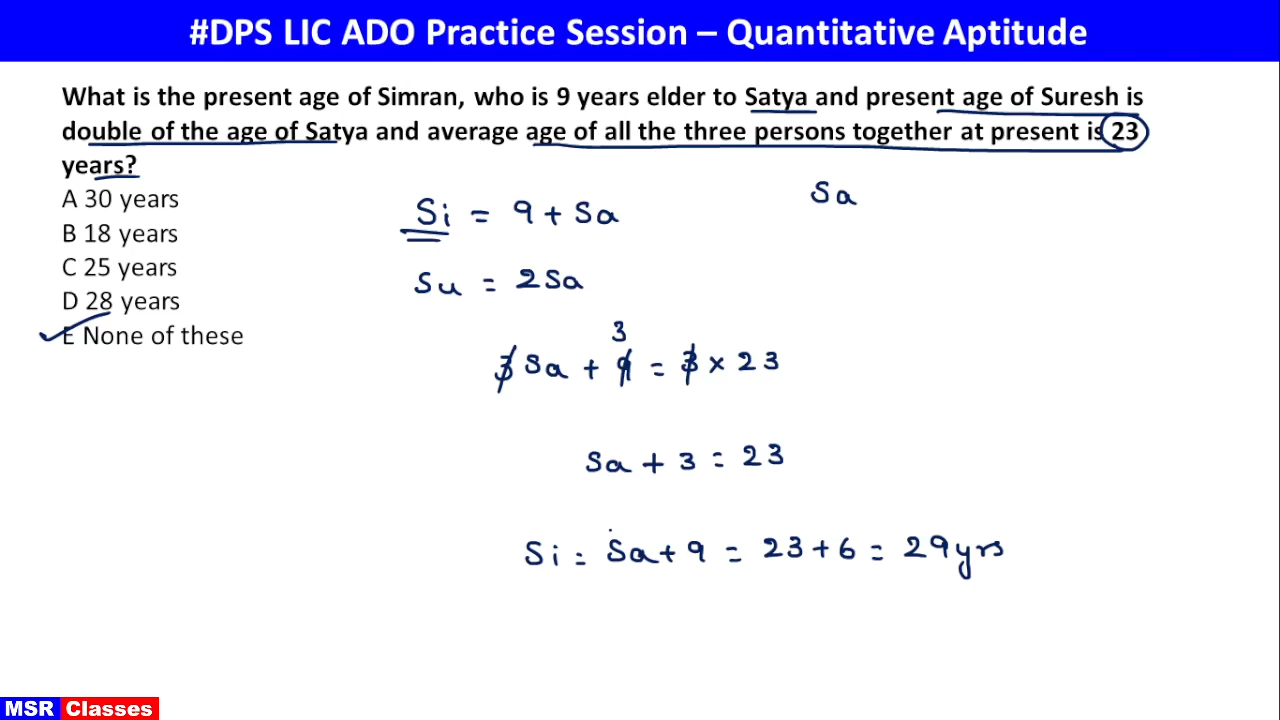 #DPS LIC ADO Practice Session – Quantitative Aptitude
What is the present age of Simran, who is 9 years elder to Satya and present age of Suresh is
double of the age of Satya and average age of all the three persons together at present is 23
years?
A 30 years
B 18 years
C 25 years
D 28 years
E None of these
Sa
Si = 9 + Sa
Su = 2Sa
3
3 Sa + 9 = 3 × 23
Sa + 3 = 23
Si = Sa + 9 = 23 + 6 = 29 yrs
MSR Classes